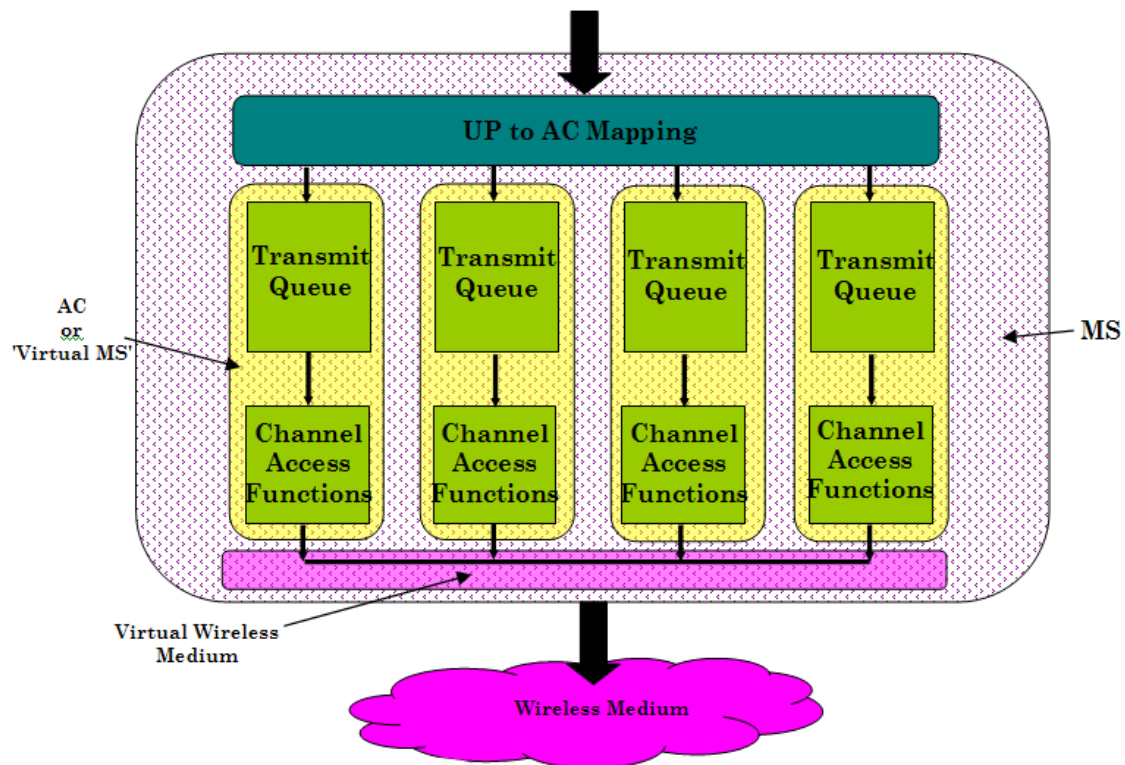 UP to AC Mapping
Transmit
Queue
Transmit
Queue
Transmit
Queue
Transmit
Queue
AC
or
'Virtual MS'
MS
Channel
Access
Functions
Channel
Access
Functions
Channel
Access
Functions
Channel
Access
Functions
Virtual Wireless
Medium
Wireless Medium